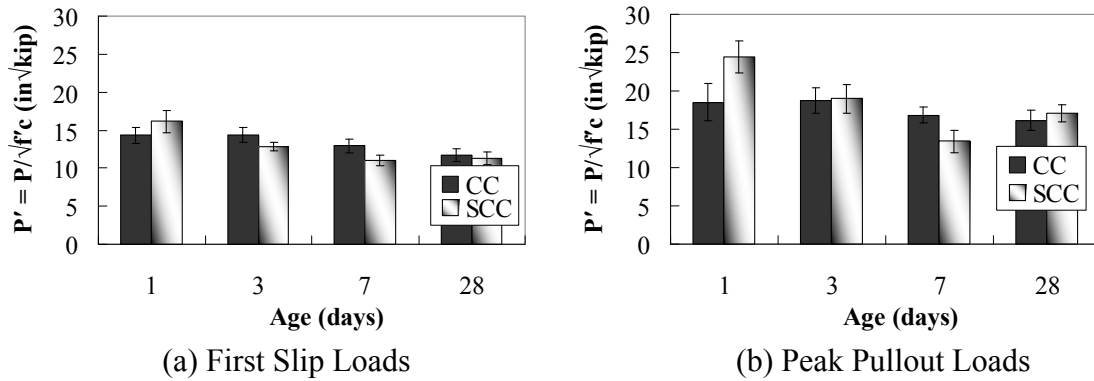 30
25
20
15
10
5
0
P′ = P/√f′c (in√kip)
CC
SCC
1 3 7 28
Age (days)
(a) First Slip Loads
30
25
20
15
10
5
0
P′ = P/√f′c (in√kip)
CC
SCC
1 3 7 28
Age (days)
(b) Peak Pullout Loads